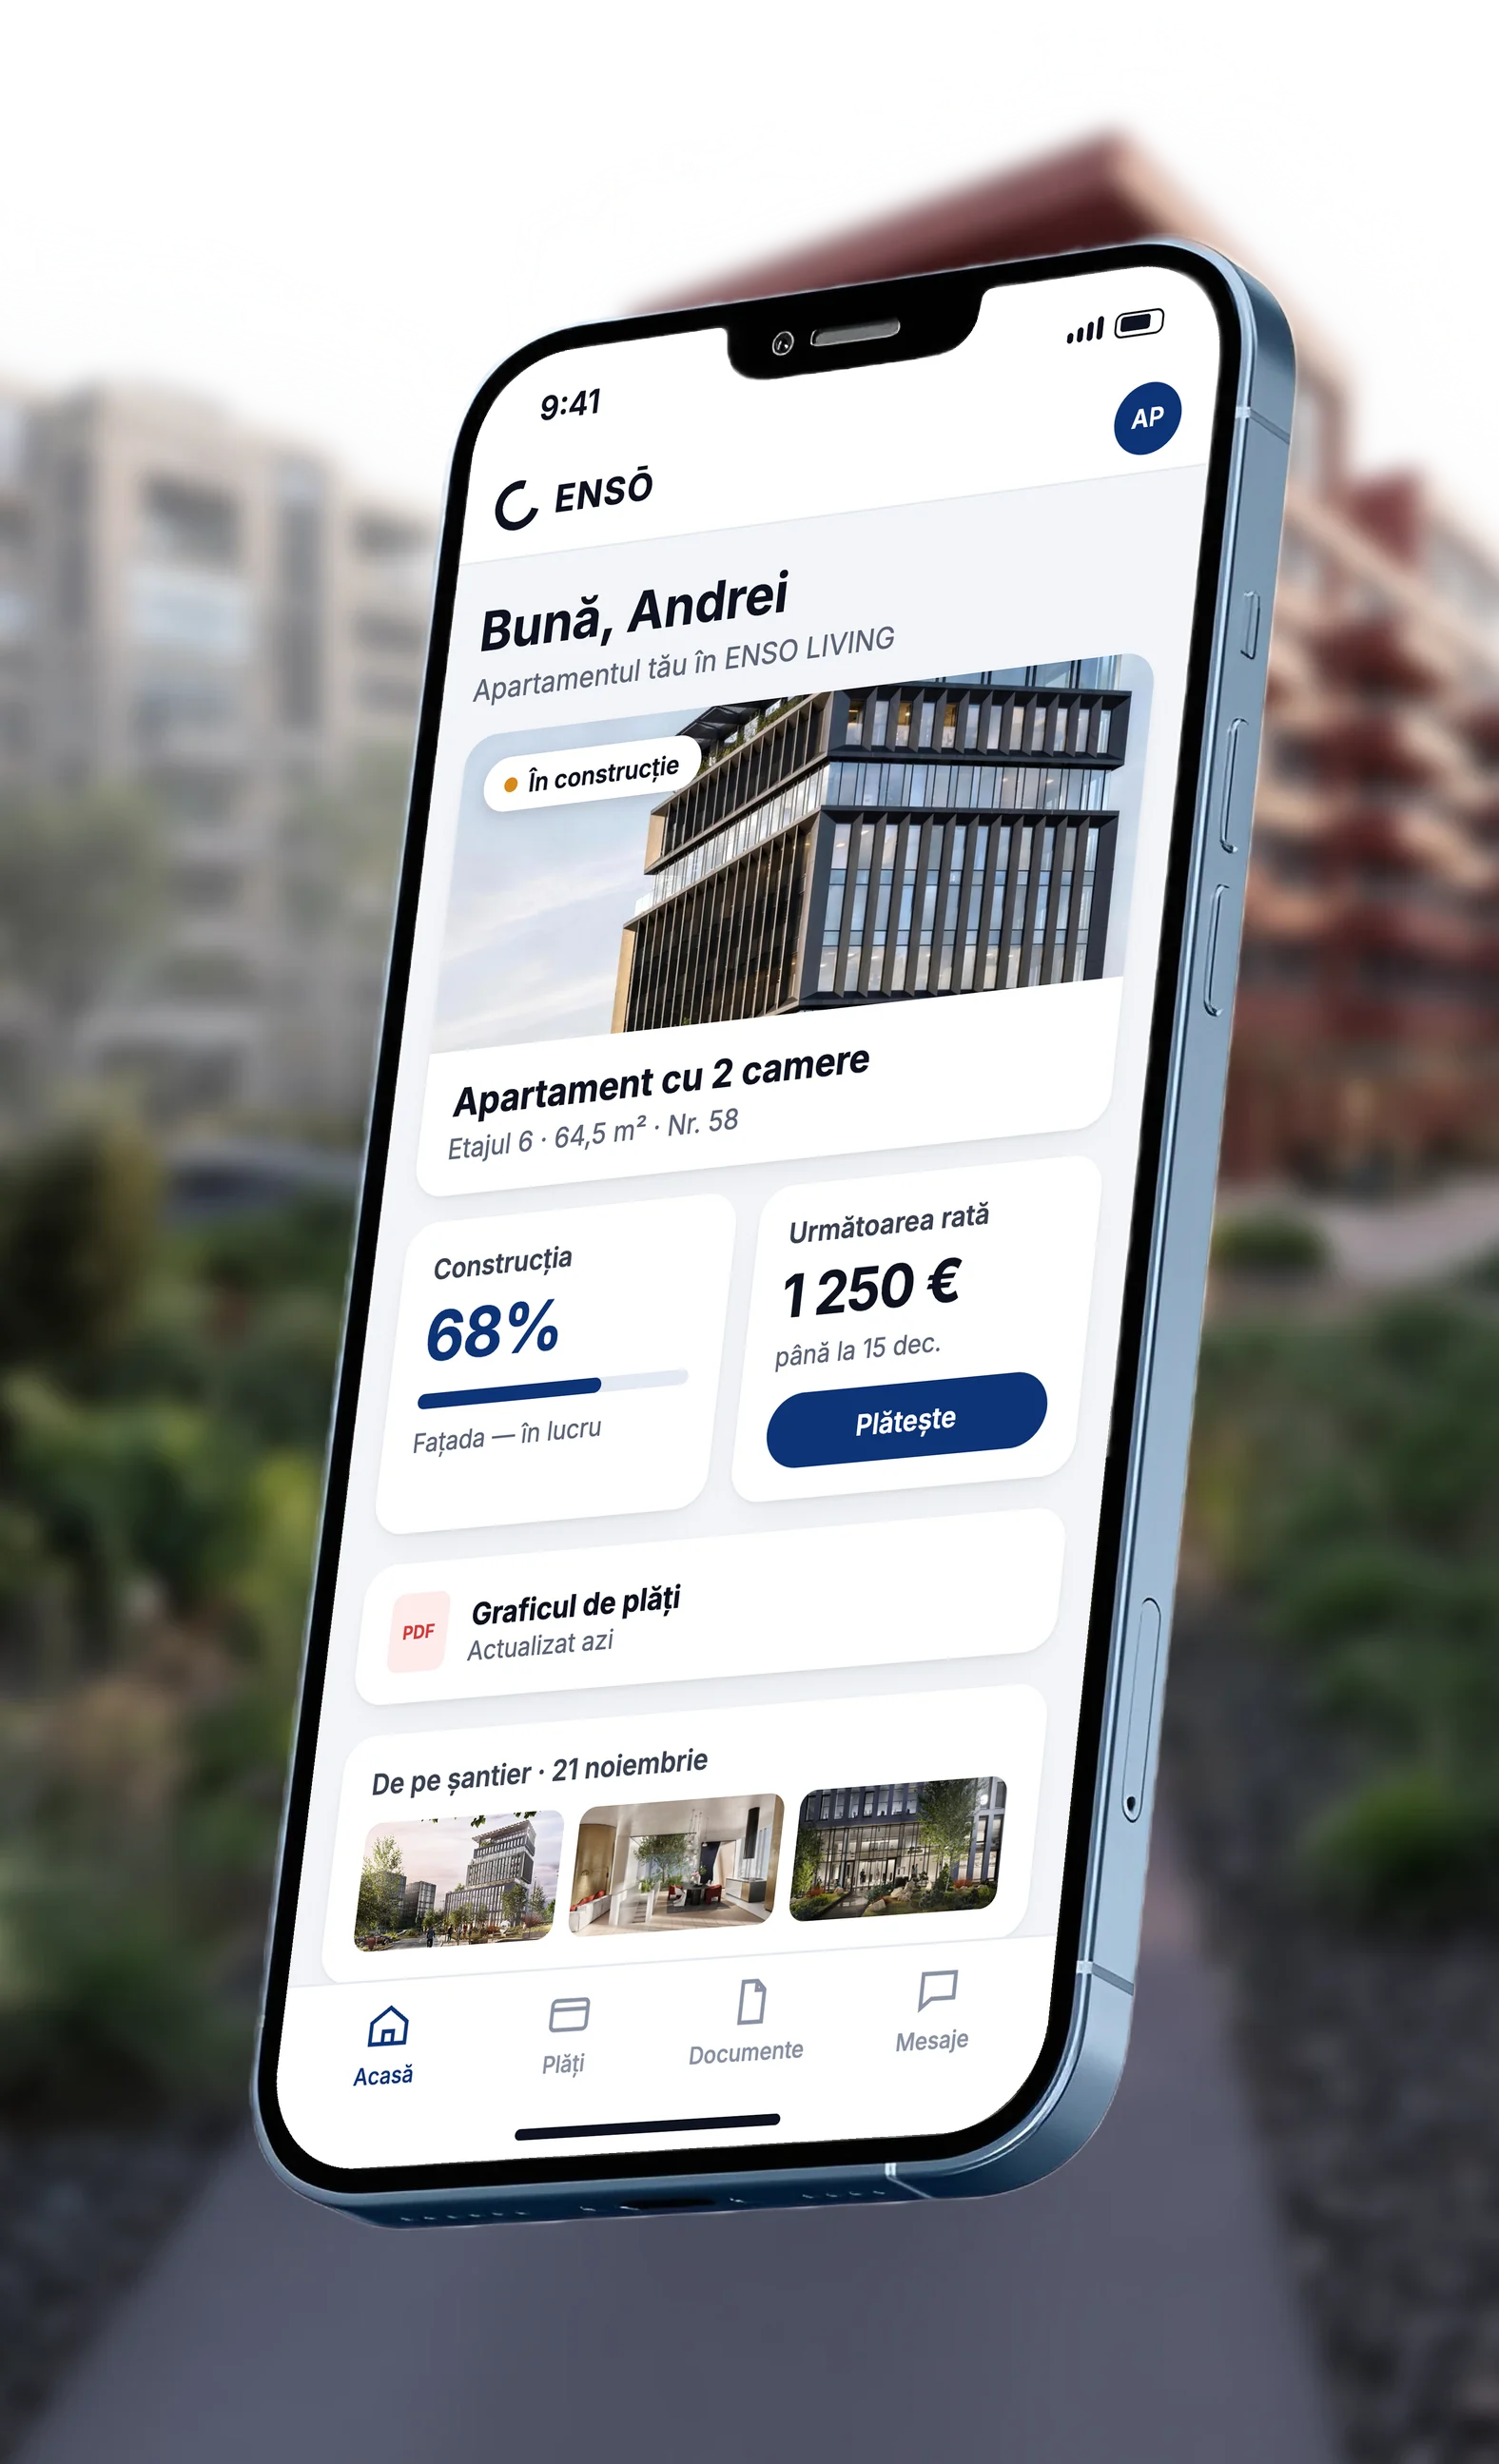 9:41
AP
ENSŌ
Bună, Andrei
Apartamentul tău în ENSO LIVING
În construcție
Apartament cu 2 camere
Etajul 6 · 64,5 m² · Nr. 58
Construcția
68%
Fațada — în lucru
Următoarea rată
1 250 €
până la 15 dec.
Plătește
PDF
Graficul de plăți
Actualizat azi
De pe șantier · 21 noiembrie
Acasă
Plăți
Documente
Mesaje